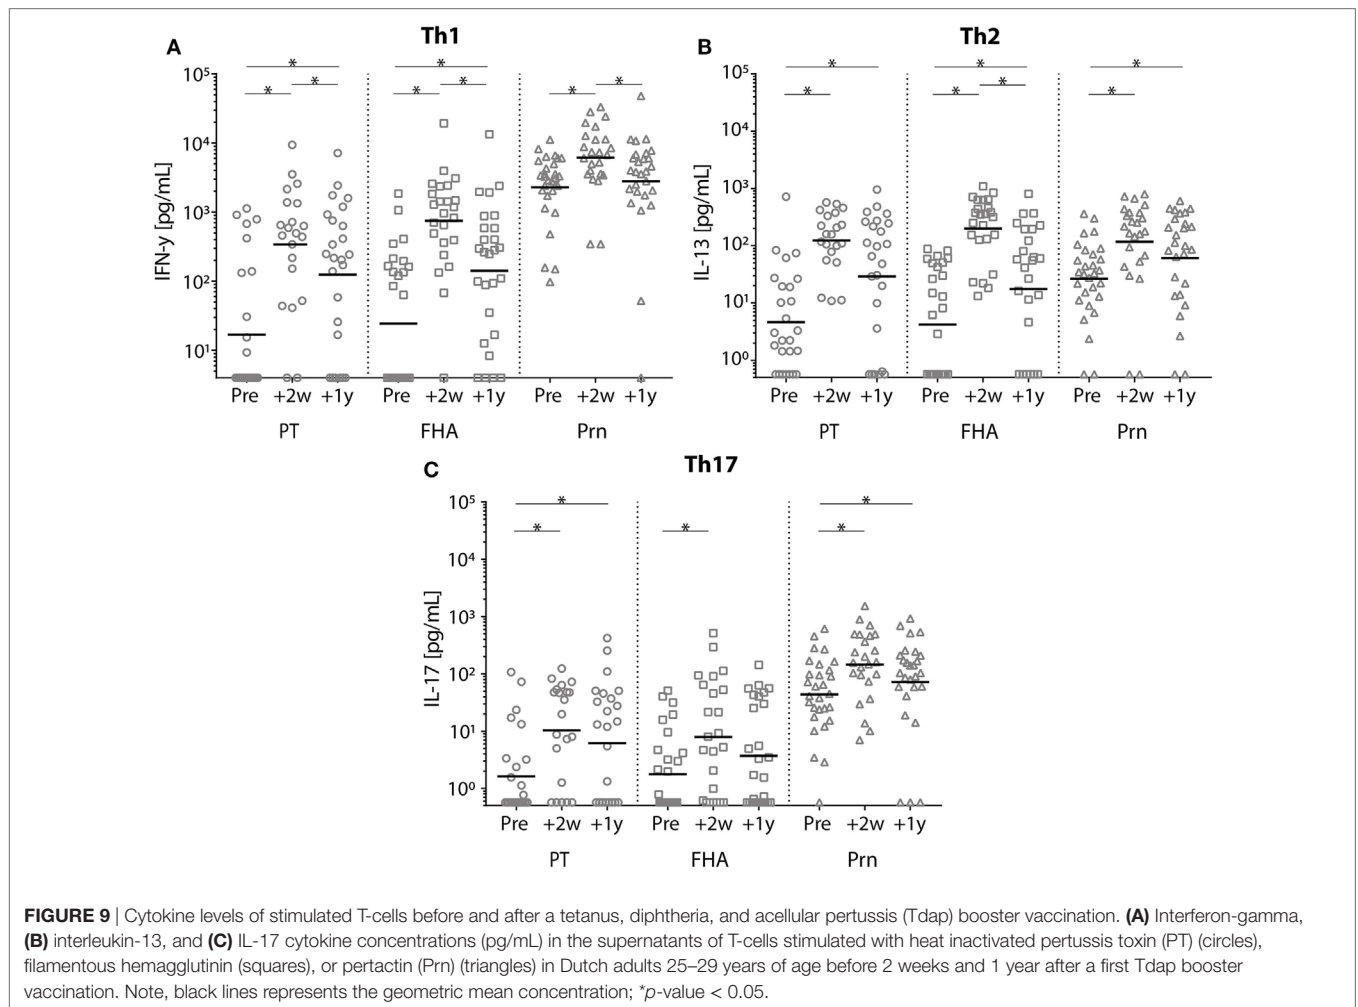 A
Th1
* * *
* * *
* *
10⁵
10⁴
10³
10²
10¹
IFN-y [pg/mL]
Pre +2w +1y Pre +2w +1y Pre +2w +1y
PT FHA Prn
B
Th2
* *
* * *
* *
10⁵
10⁴
10³
10²
10¹
10⁰
IL-13 [pg/mL]
Pre +2w +1y Pre +2w +1y Pre +2w +1y
PT FHA Prn
C
Th17
* *
*
* *
10⁵
10⁴
10³
10²
10¹
10⁰
IL-17 [pg/mL]
Pre +2w +1y Pre +2w +1y Pre +2w +1y
PT FHA Prn
FIGURE 9 | Cytokine levels of stimulated T-cells before and after a tetanus, diphtheria, and acellular pertussis (Tdap) booster vaccination. (A) Interferon-gamma,
(B) interleukin-13, and (C) IL-17 cytokine concentrations (pg/mL) in the supernatants of T-cells stimulated with heat inactivated pertussis toxin (PT) (circles),
filamentous hemagglutinin (squares), or pertactin (Prn) (triangles) in Dutch adults 25–29 years of age before 2 weeks and 1 year after a first Tdap booster
vaccination. Note, black lines represents the geometric mean concentration; *p-value < 0.05.